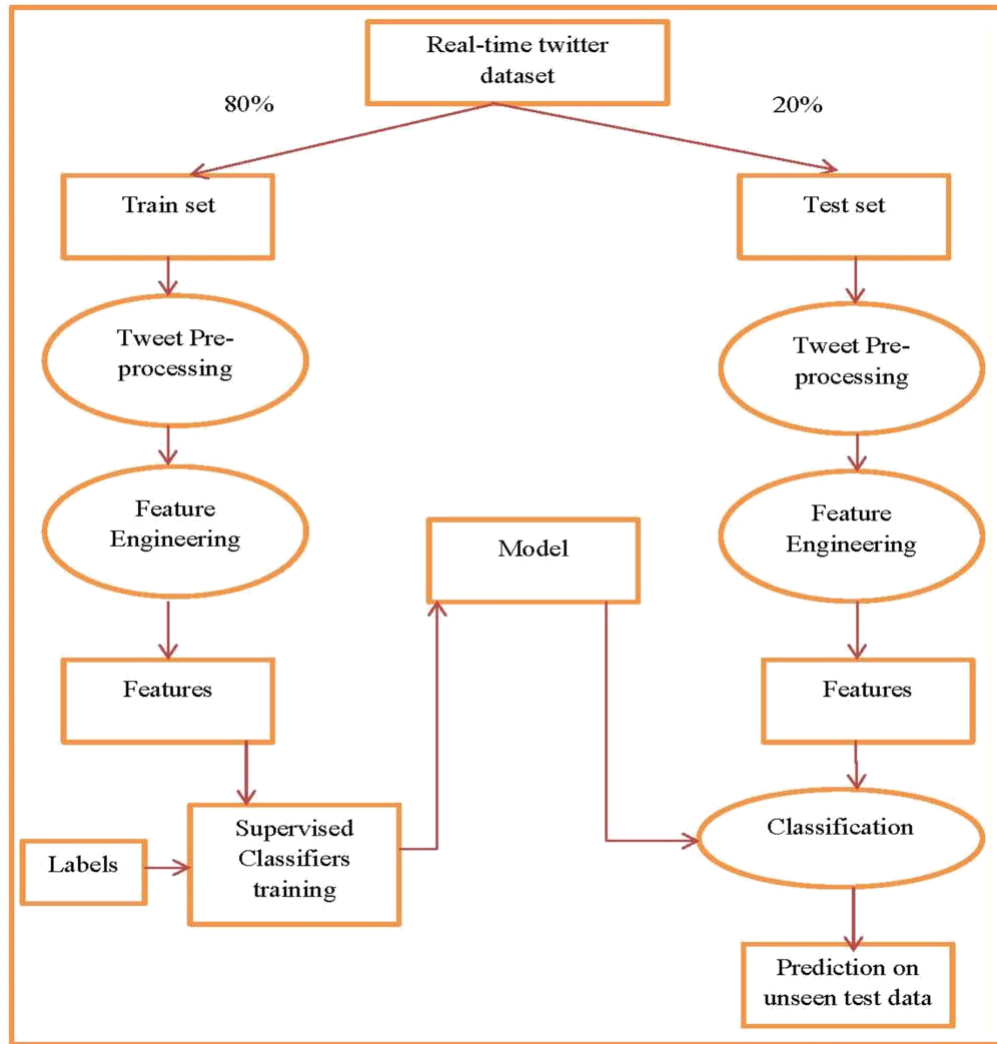 Real-time twitter
dataset
80%
20%
Train set
Test set
Tweet Pre-
processing
Tweet Pre-
processing
Feature
Engineering
Feature
Engineering
Model
Features
Features
Supervised
Classifiers
training
Labels
Classification
Prediction on
unseen test data